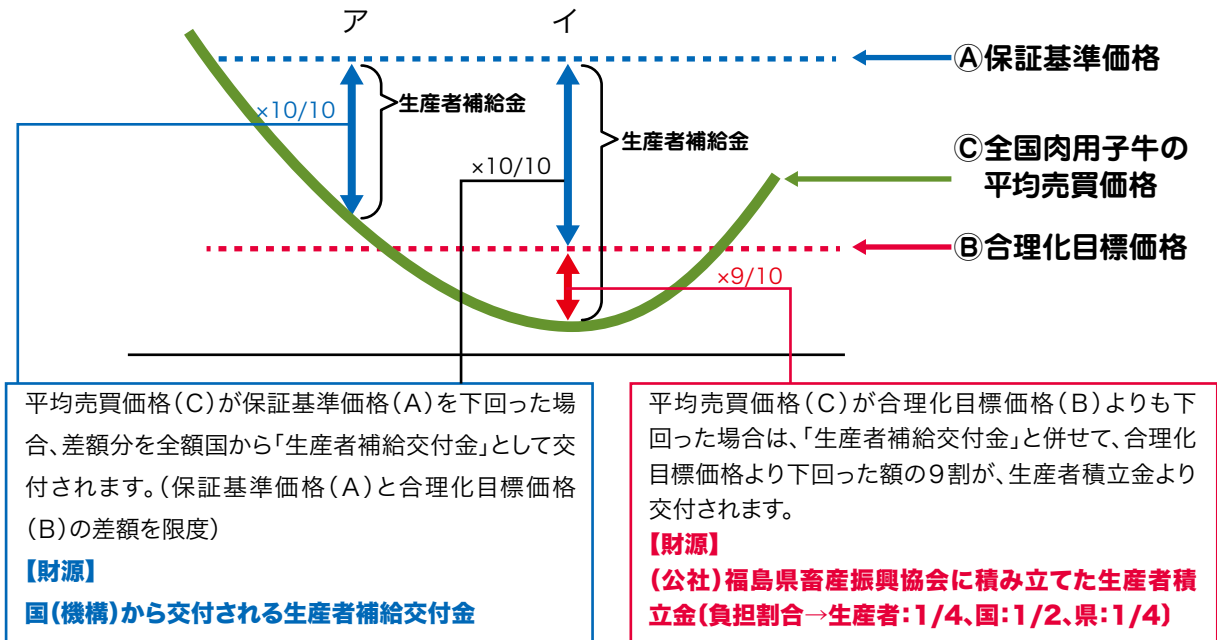 ア
イ
Ⓐ保証基準価格
×10/10
生産者補給金
生産者補給金
×10/10
Ⓒ全国肉用子牛の
平均売買価格
Ⓑ合理化目標価格
×9/10
平均売買価格(C)が保証基準価格(A)を下回った場
合、差額分を全額国から「生産者補給交付金」として交
付されます。(保証基準価格(A)と合理化目標価格
(B)の差額を限度)
【財源】
国(機構)から交付される生産者補給交付金
平均売買価格(C)が合理化目標価格(B)よりも下
回った場合は、「生産者補給交付金」と併せて、合理化
目標価格より下回った額の9割が、生産者積立金より
交付されます。
【財源】
(公社)福島県畜産振興協会に積み立てた生産者積
立金(負担割合→生産者:1/4、国:1/2、県:1/4)